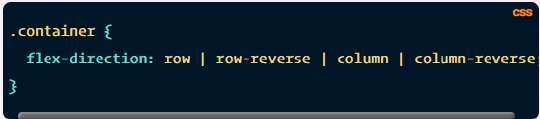 css
.container {
flex-direction: row | row-reverse | column | column-reverse;
}